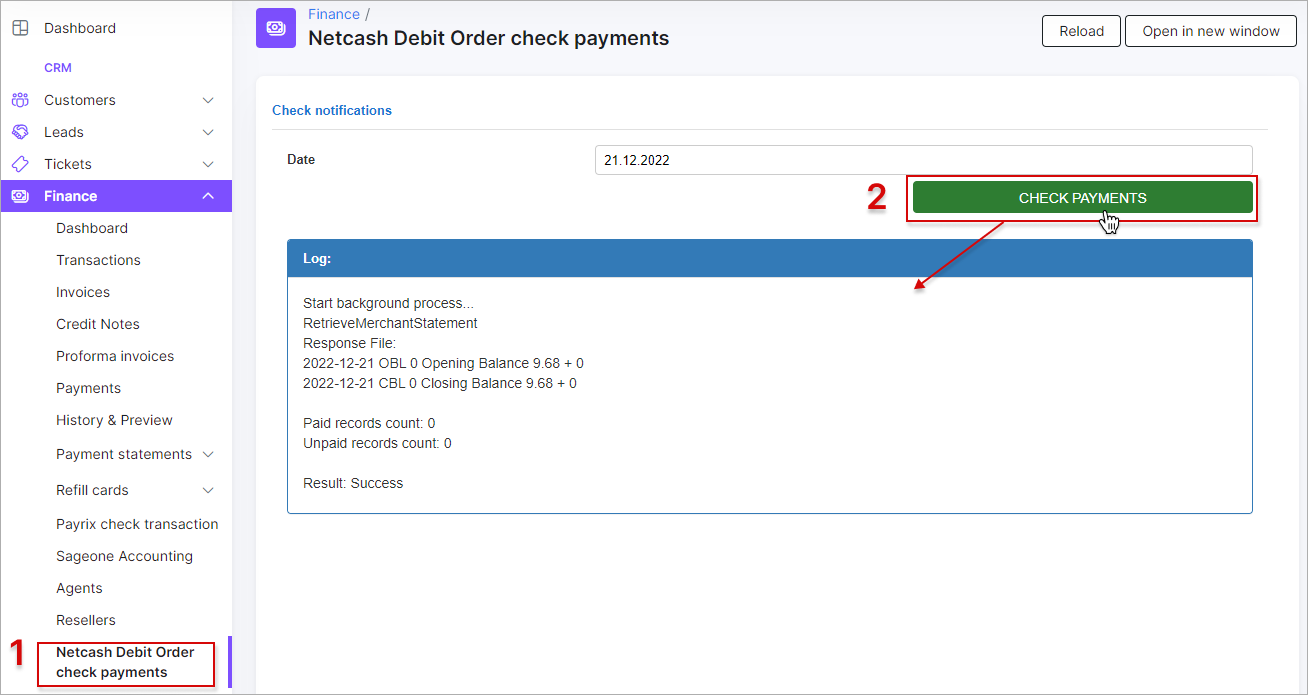 Dashboard
CRM
Customers
Leads
Tickets
Finance
Dashboard
Transactions
Invoices
Credit Notes
Proforma invoices
Payments
History & Preview
Payment statements
Refill cards
Payrix check transaction
Sageone Accounting
Agents
Resellers
1
Netcash Debit Order
check payments
Finance /
Netcash Debit Order check payments
Reload
Open in new window
Check notifications
Date
21.12.2022
2
CHECK PAYMENTS
Log:
Start background process...
RetrieveMerchantStatement
Response File:
2022-12-21 OBL 0 Opening Balance 9.68 + 0
2022-12-21 CBL 0 Closing Balance 9.68 + 0
Paid records count: 0
Unpaid records count: 0
Result: Success